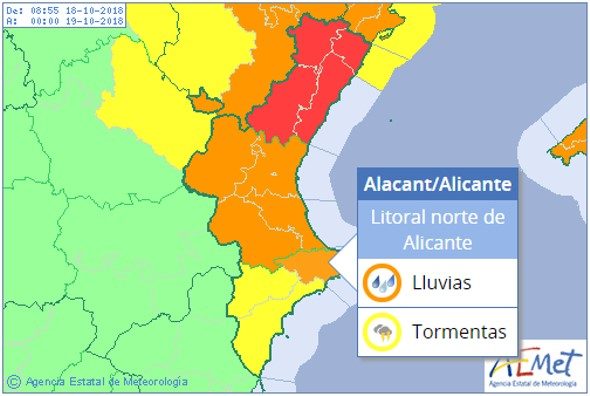 De: 08:55 18-10-2018
A: 00:00 19-10-2018
Alacant/Alicante
Litoral norte de
Alicante
Lluvias
Tormentas
AEMet
Agencia Estatal de Meteorología
© Agencia Estatal de Meteorología